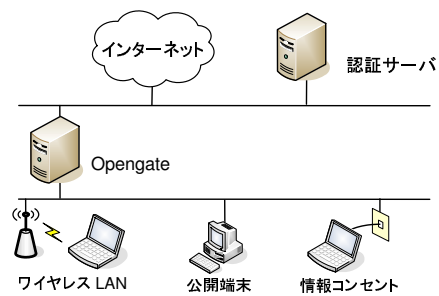 インターネット
認証サーバ
Opengate
ワイヤレス LAN
公開端末
情報コンセント